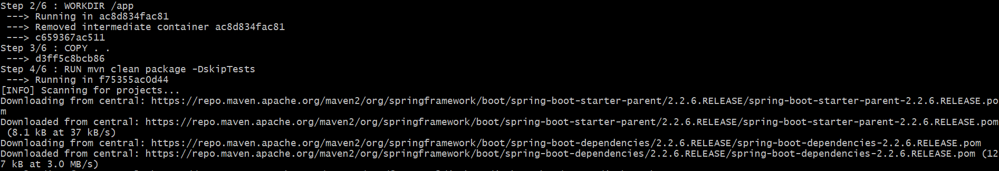 Step 2/6 : WORKDIR /app
 ---> Running in ac8d834fac81
 ---> Removed intermediate container ac8d834fac81
 ---> c659367ac511
Step 3/6 : COPY . .
 ---> d3ff5c8bcb86
Step 4/6 : RUN mvn clean package -DskipTests
 ---> Running in f75355ac0d44
[INFO] Scanning for projects...
Downloading from central: https://repo.maven.apache.org/maven2/org/springframework/boot/spring-boot-starter-parent/2.2.6.RELEASE/spring-boot-starter-parent-2.2.6.RELEASE.po
m
Downloaded from central: https://repo.maven.apache.org/maven2/org/springframework/boot/spring-boot-starter-parent/2.2.6.RELEASE/spring-boot-starter-parent-2.2.6.RELEASE.pom
 (8.1 kB at 37 kB/s)
Downloading from central: https://repo.maven.apache.org/maven2/org/springframework/boot/spring-boot-dependencies/2.2.6.RELEASE/spring-boot-dependencies-2.2.6.RELEASE.pom
Downloaded from central: https://repo.maven.apache.org/maven2/org/springframework/boot/spring-boot-dependencies/2.2.6.RELEASE/spring-boot-dependencies-2.2.6.RELEASE.pom (12
7 kB at 3.0 MB/s)